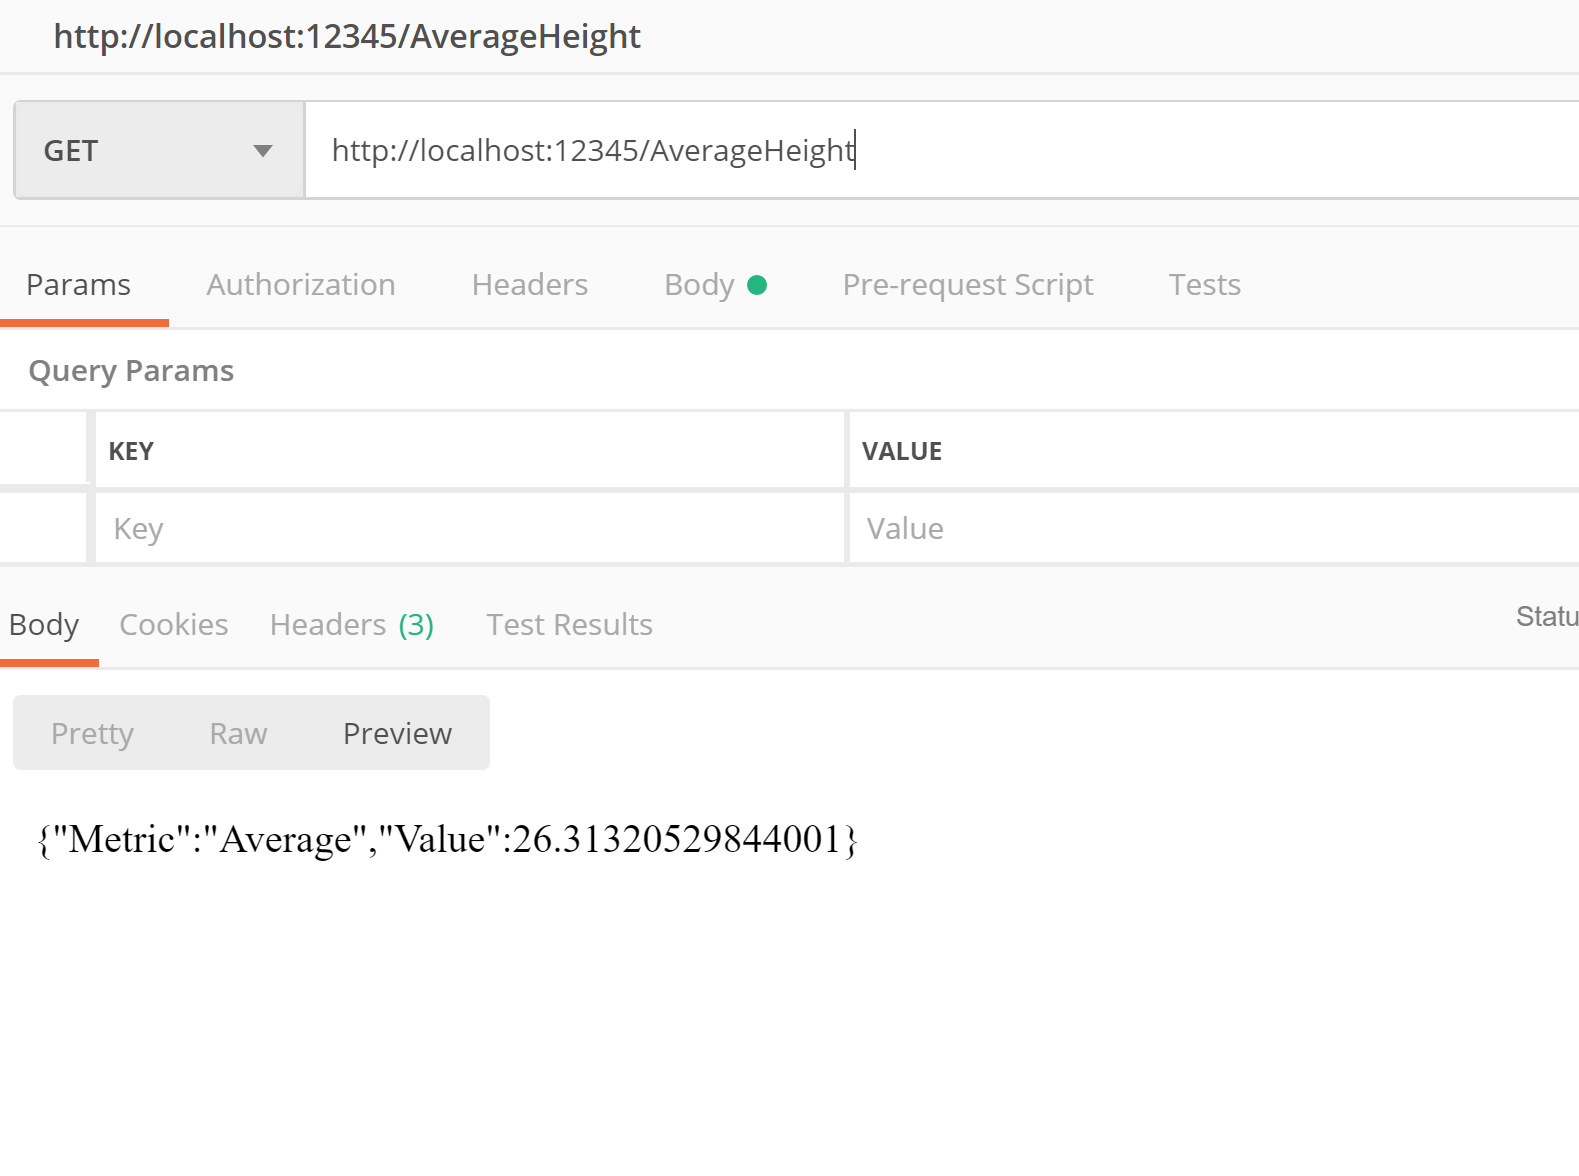 http://localhost:12345/AverageHeight
GET http://localhost:12345/AverageHeight
Params Authorization Headers Body Pre-request Script Tests
Query Params
KEY VALUE
Key Value
Body Cookies Headers (3) Test Results Statu
Pretty Raw Preview
{"Metric":"Average","Value":26.31320529844001}